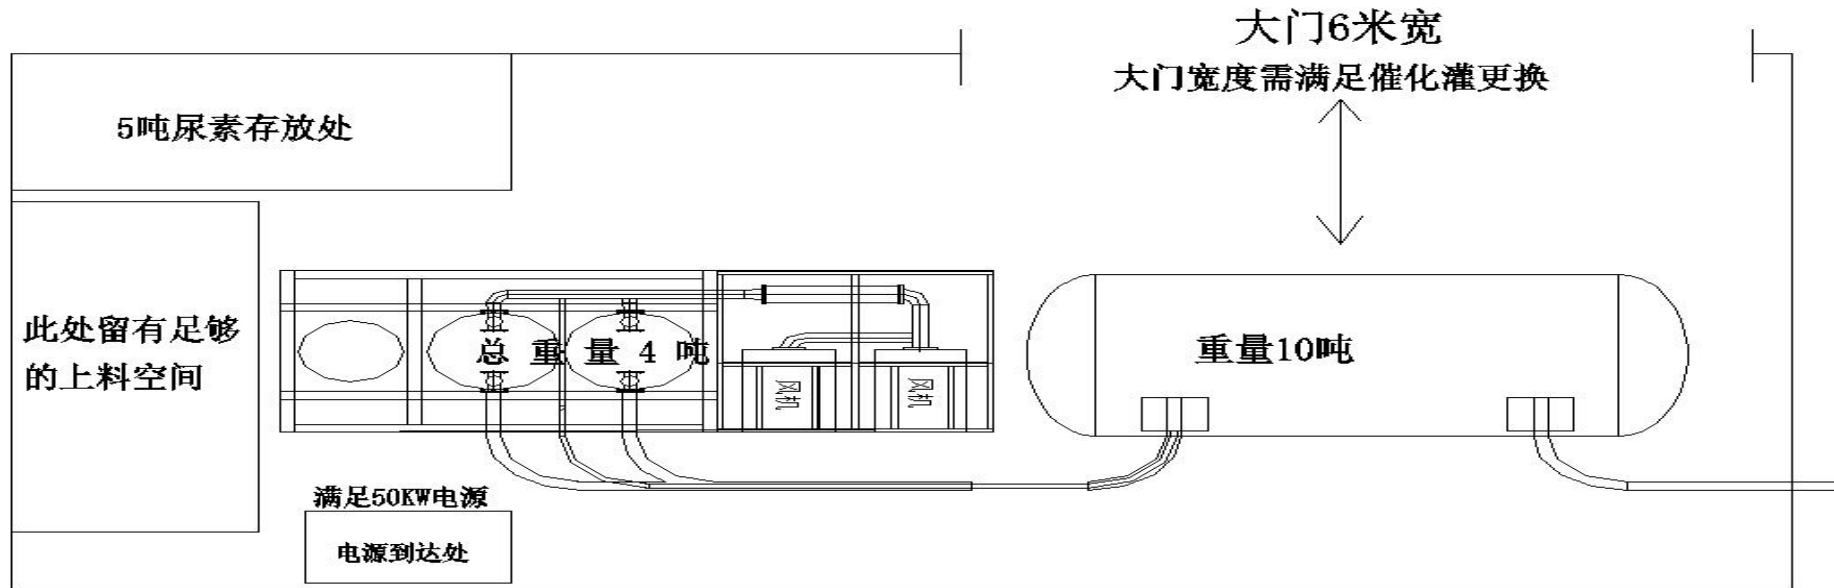 大门6米宽
大门宽度需满足催化灌更换
5吨尿素存放处
此处留有足够
的上料空间
总重量4吨
风机
风机
重量10吨
满足50KW电源
电源到达处